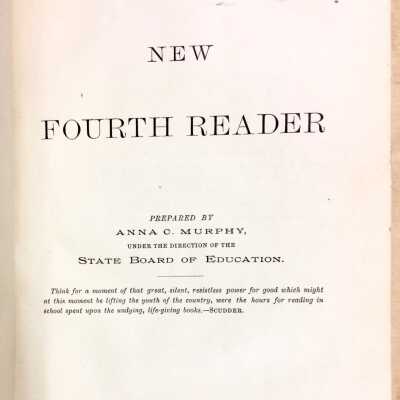 NEW
FOURTH READER
PREPARED BY
ANNA C. MURPHY,
UNDER THE DIRECTION OF THE
STATE BOARD OF EDUCATION.
Think for a moment of that great, silent, resistless power for good which might
at this moment be lifting the youth of the country, were the hours for reading in
school spent upon the undying, life-giving books.—SCUDDER.